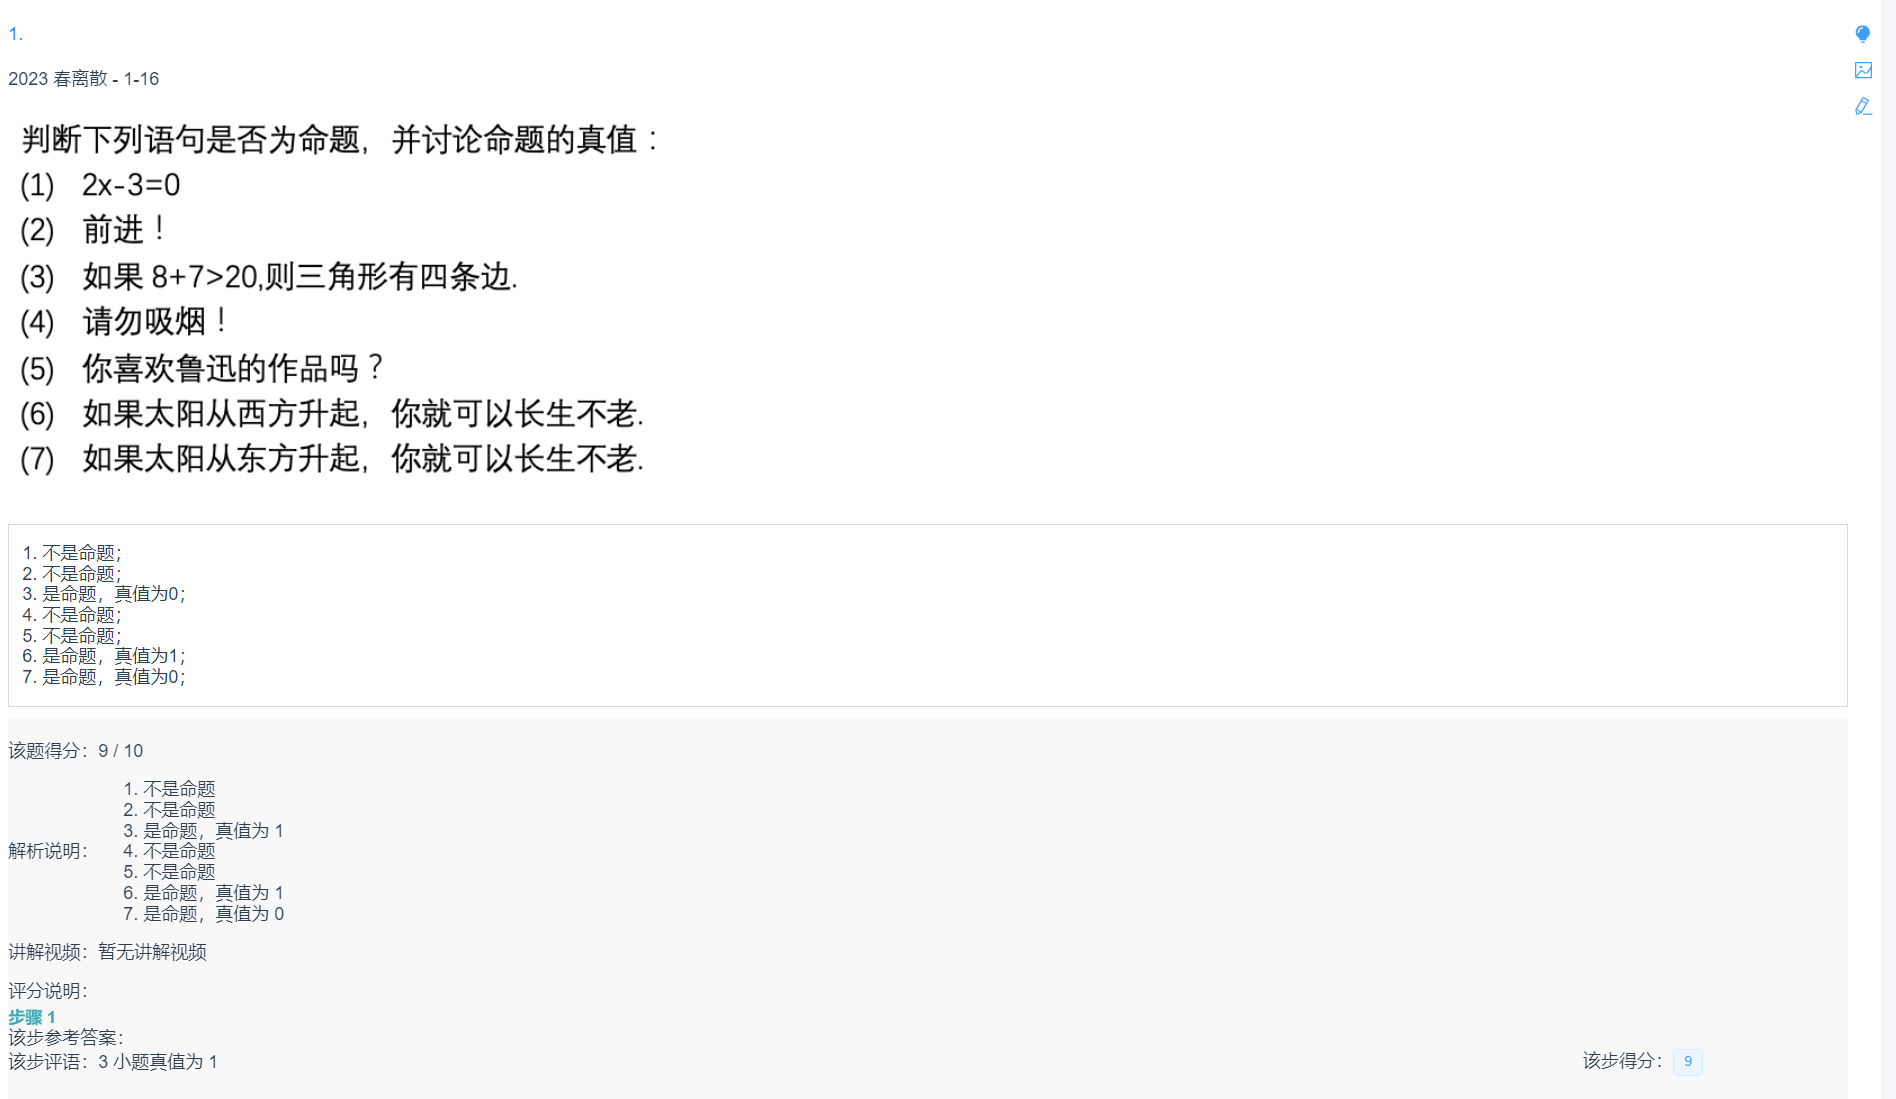 1.
2023 春离散 - 1-16
判断下列语句是否为命题，并讨论命题的真值：
(1) 2x-3=0
(2) 前进！
(3) 如果 8+7>20,则三角形有四条边.
(4) 请勿吸烟！
(5) 你喜欢鲁迅的作品吗？
(6) 如果太阳从西方升起，你就可以长生不老.
(7) 如果太阳从东方升起，你就可以长生不老.
1. 不是命题；
2. 不是命题；
3. 是命题，真值为0；
4. 不是命题；
5. 不是命题；
6. 是命题，真值为1；
7. 是命题，真值为0；
该题得分：9 / 10
解析说明：
1. 不是命题
2. 不是命题
3. 是命题，真值为 1
4. 不是命题
5. 不是命题
6. 是命题，真值为 1
7. 是命题，真值为 0
讲解视频：暂无讲解视频
评分说明：
步骤 1
该步参考答案：
该步评语：3 小题真值为 1
该步得分：9